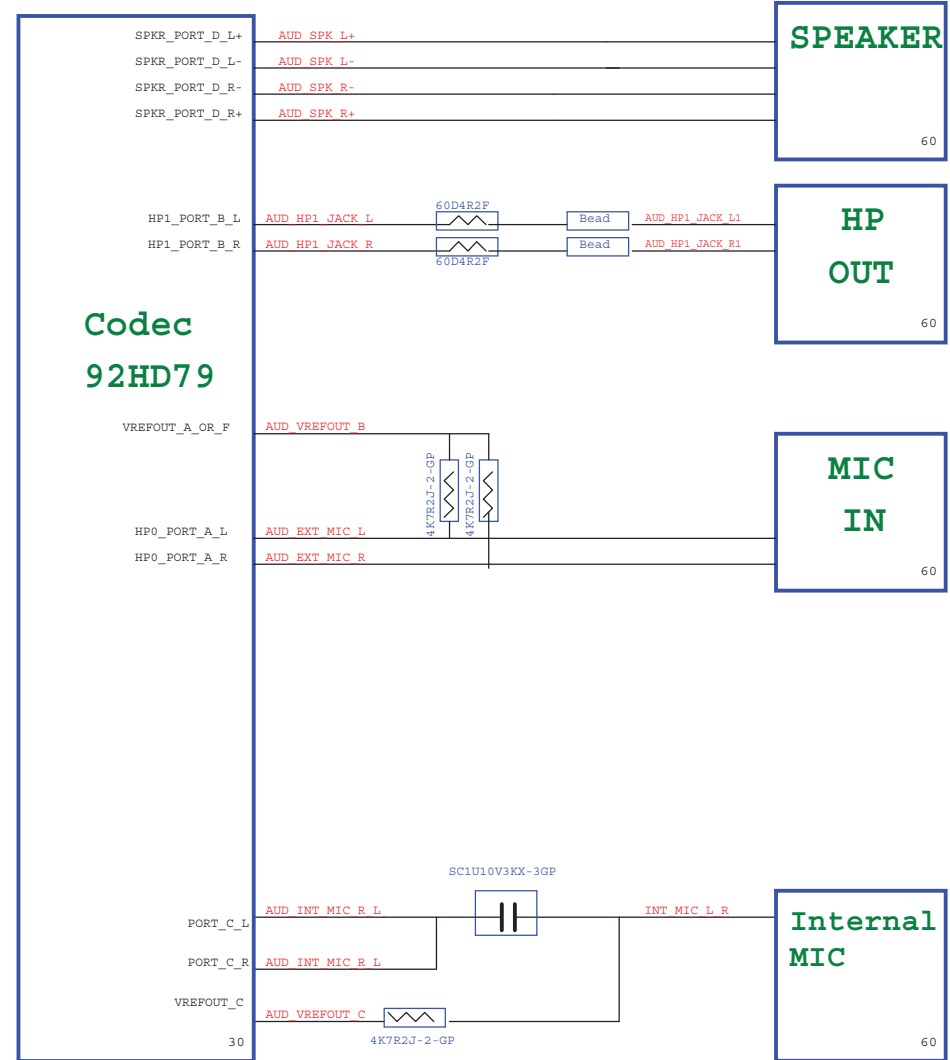 SPKR_PORT_D_L+ AUD_SPK_L+
SPKR_PORT_D_L- AUD_SPK_L-
SPKR_PORT_D_R- AUD_SPK_R-
SPKR_PORT_D_R+ AUD_SPK_R+
SPEAKER
60
HP1_PORT_B_L AUD_HP1_JACK_L 60D4R2F Bead AUD_HP1_JACK_L1
HP1_PORT_B_R AUD_HP1_JACK_R 60D4R2F Bead AUD_HP1_JACK_R1
HP
OUT
60
Codec
92HD79
VREFOUT_A_OR_F AUD_VREFOUT_B
4K7R2J-2-GP
4K7R2J-2-GP
HP0_PORT_A_L AUD_EXT_MIC_L
HP0_PORT_A_R AUD_EXT_MIC_R
MIC
IN
60
SC1U10V3KX-3GP
PORT_C_L AUD_INT_MIC_R_L INT_MIC_L_R
PORT_C_R AUD_INT_MIC_R_L
VREFOUT_C AUD_VREFOUT_C
4K7R2J-2-GP
30
Internal
MIC
60